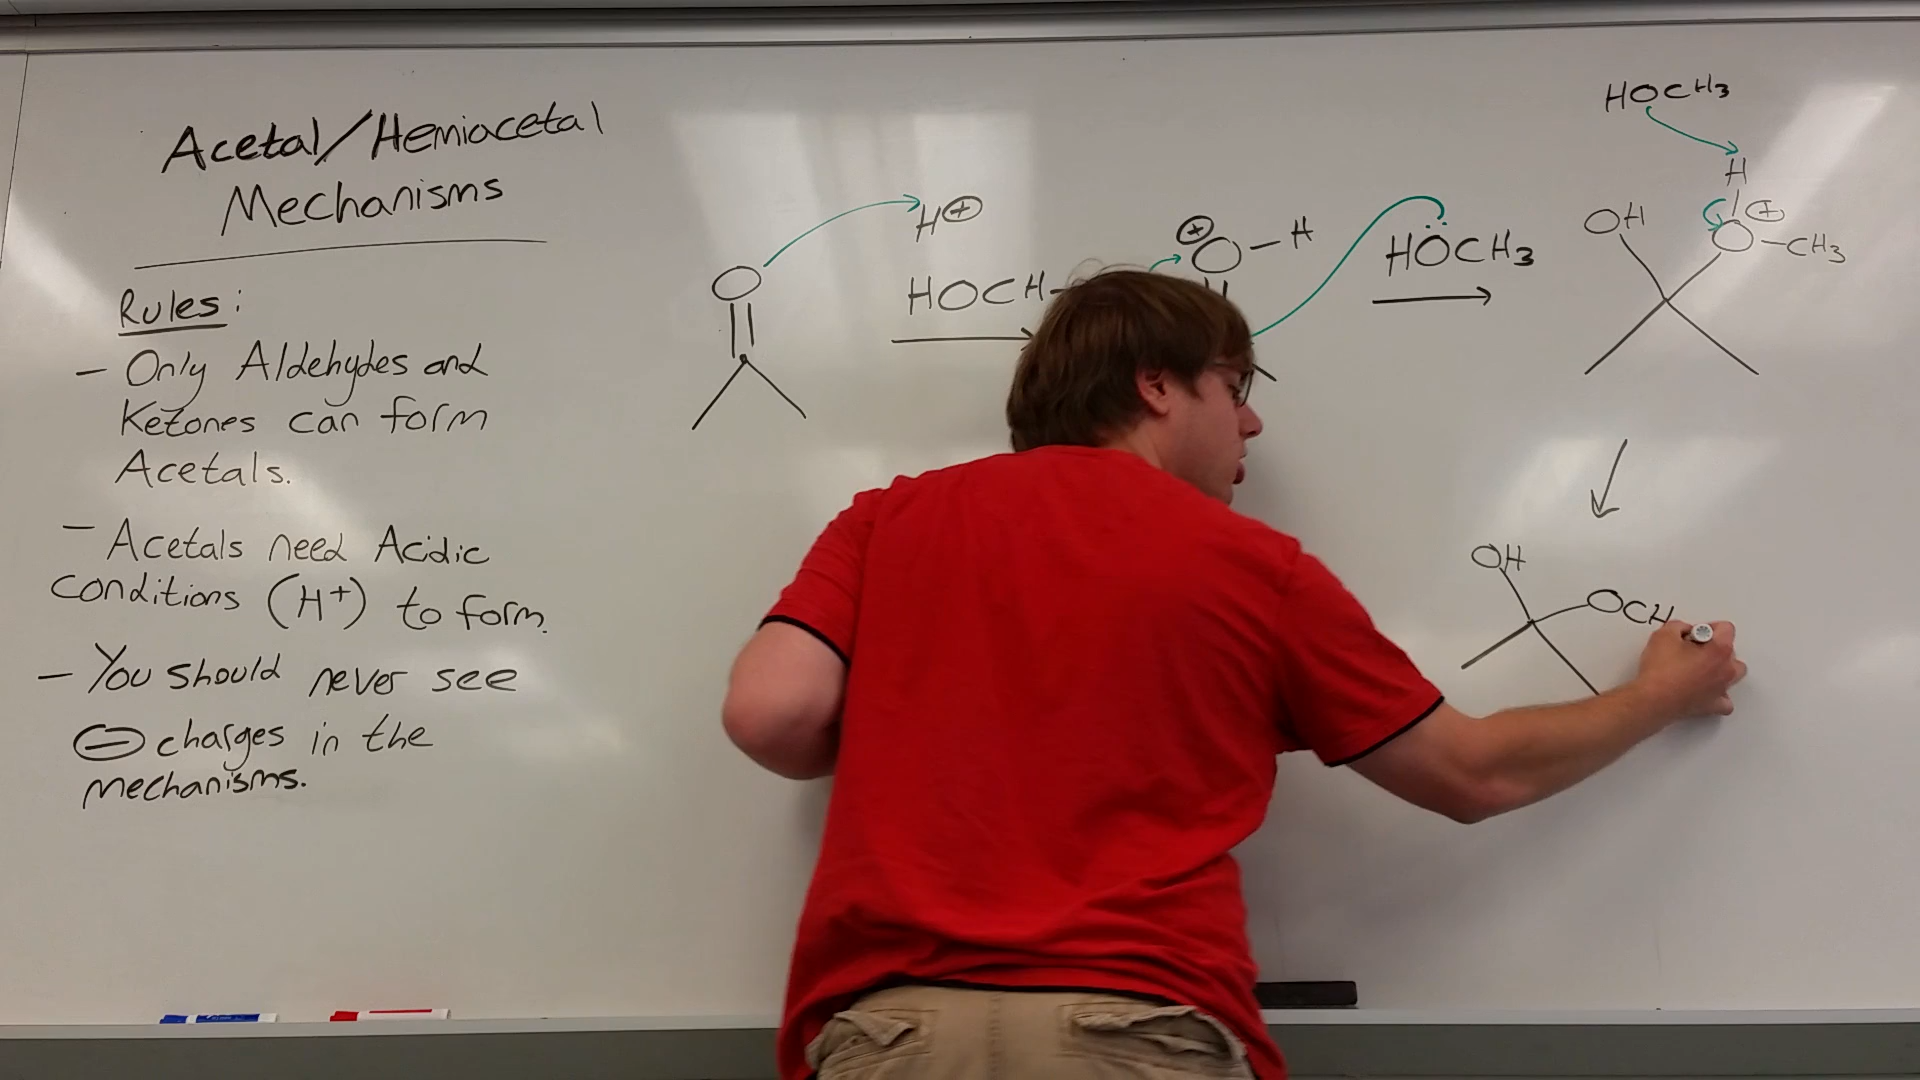 Acetal/Hemiacetal
Mechanisms
Rules:
- Only Aldehydes and
Ketones can form
Acetals.
- Acetals need Acidic
conditions (H+) to form.
- You should never see
⊖ charges in the
mechanisms.
O
H⊕
HOCH
⊕
O-H
HÖCH3
HOCH3
H
OH
O⊕-CH3
OH
OCH